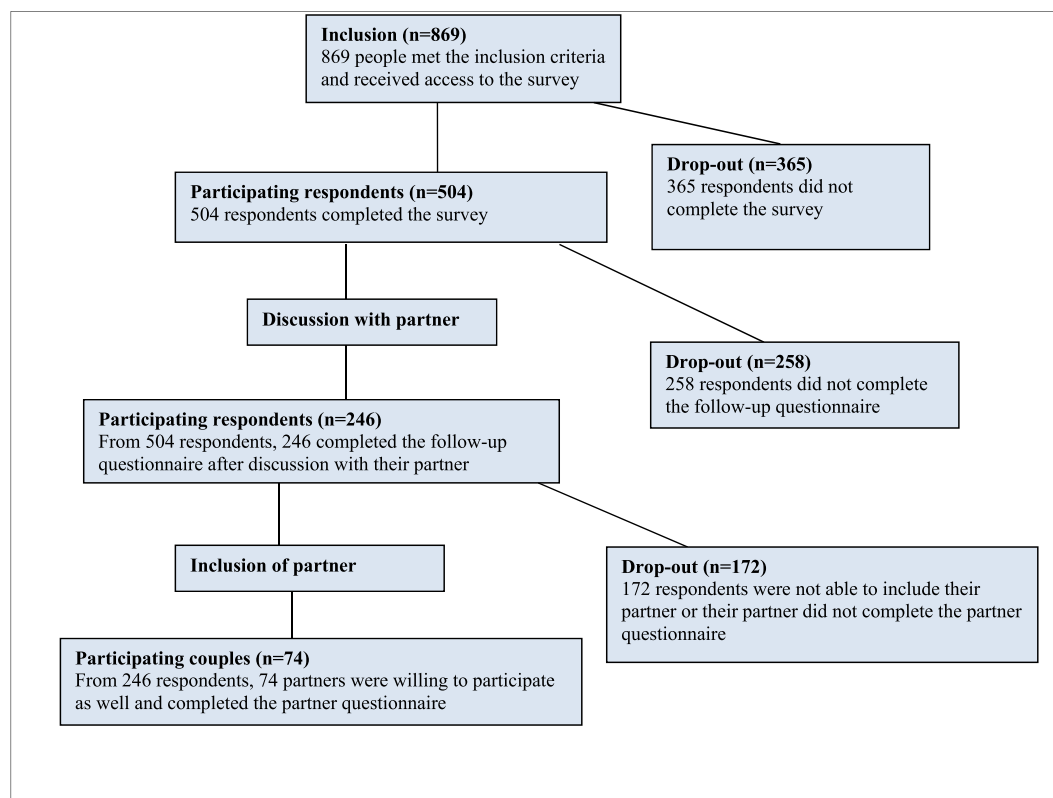 Inclusion (n=869)
869 people met the inclusion criteria
and received access to the survey
Drop-out (n=365)
365 respondents did not
complete the survey
Participating respondents (n=504)
504 respondents completed the survey
Discussion with partner
Drop-out (n=258)
258 respondents did not complete
the follow-up questionnaire
Participating respondents (n=246)
From 504 respondents, 246 completed the follow-up
questionnaire after discussion with their partner
Inclusion of partner
Drop-out (n=172)
172 respondents were not able to include their
partner or their partner did not complete the partner
questionnaire
Participating couples (n=74)
From 246 respondents, 74 partners were willing to participate
as well and completed the partner questionnaire